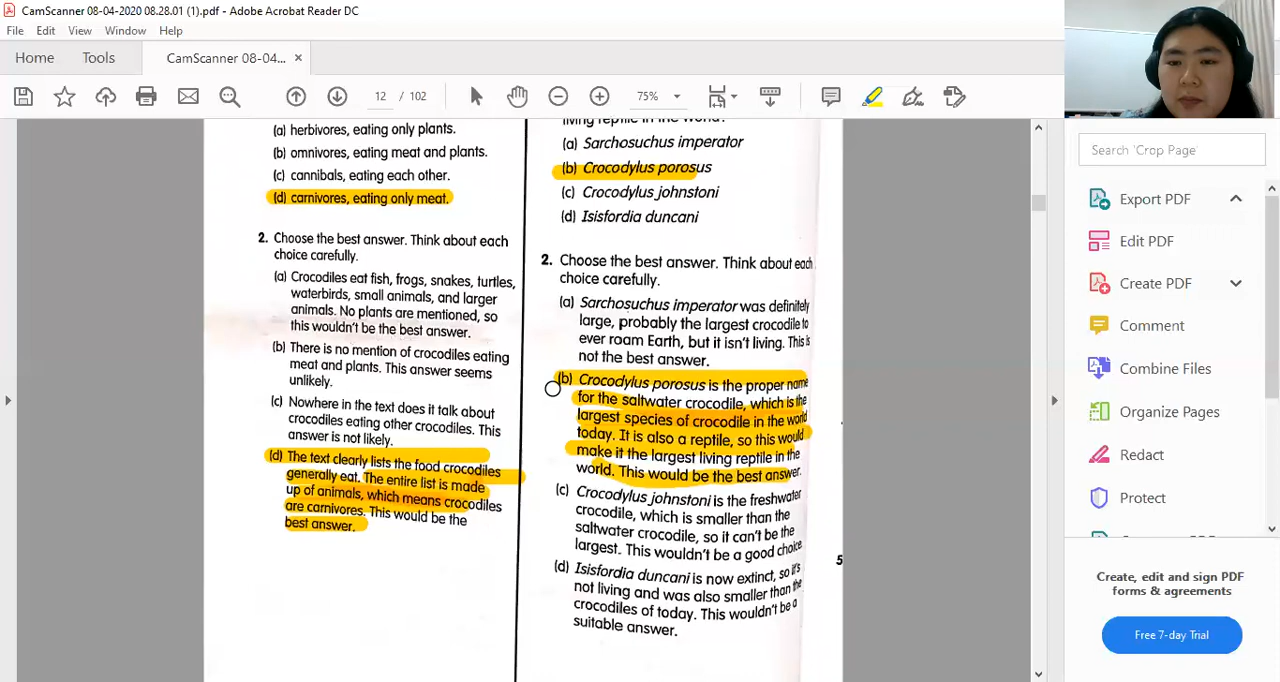 CamScanner 08-04-2020 08.28.01 (1).pdf - Adobe Acrobat Reader DC
File Edit View Window Help
Home Tools CamScanner 08-04... ×
12 / 102 75%
(a) herbivores, eating only plants.
(b) omnivores, eating meat and plants.
(c) cannibals, eating each other.
(d) carnivores, eating only meat.
2. Choose the best answer. Think about each
choice carefully.
(a) Crocodiles eat fish, frogs, snakes, turtles,
waterbirds, small animals, and larger
animals. No plants are mentioned, so
this wouldn't be the best answer.
(b) There is no mention of crocodiles eating
meat and plants. This answer seems
unlikely.
(c) Nowhere in the text does it talk about
crocodiles eating other crocodiles. This
answer is not likely.
(d) The text clearly lists the food crocodiles
generally eat. The entire list is made
up of animals, which means crocodiles
are carnivores. This would be the
best answer.
living reptile in the world?
(a) Sarchosuchus imperator
(b) Crocodylus porosus
(c) Crocodylus johnstoni
(d) Isisfordia duncani
2. Choose the best answer. Think about each
choice carefully.
(a) Sarchosuchus imperator was definitely
large, probably the largest crocodile to
ever roam Earth, but it isn't living. This is
not the best answer.
(b) Crocodylus porosus is the proper name
for the saltwater crocodile, which is the
largest species of crocodile in the world
today. It is also a reptile, so this would
make it the largest living reptile in the
world. This would be the best answer.
(c) Crocodylus johnstoni is the freshwater
crocodile, which is smaller than the
saltwater crocodile, so it can't be the
largest. This wouldn't be a good choice.
(d) Isisfordia duncani is now extinct, so it's
not living and was also smaller than the
crocodiles of today. This wouldn't be a
suitable answer.
5
Search 'Crop Page'
Export PDF
Edit PDF
Create PDF
Comment
Combine Files
Organize Pages
Redact
Protect
Create, edit and sign PDF
forms & agreements
Free 7-day Trial